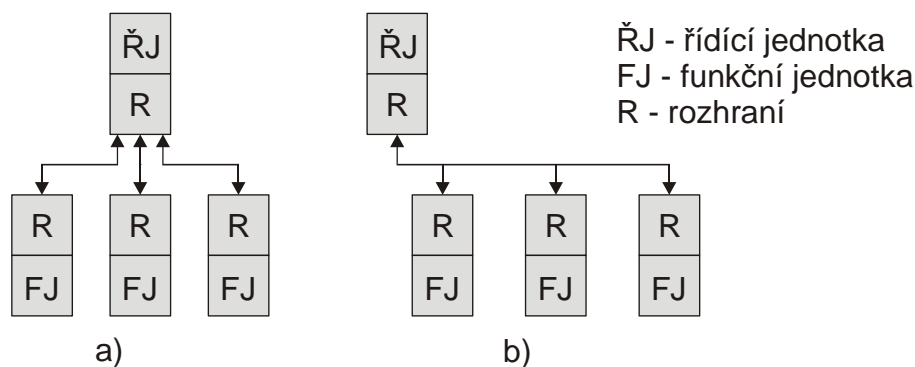 ŘJ
R
R
R
R
FJ
FJ
FJ
a)
ŘJ
R
R
R
R
FJ
FJ
FJ
b)
ŘJ - řídící jednotka
FJ - funkční jednotka
R - rozhraní